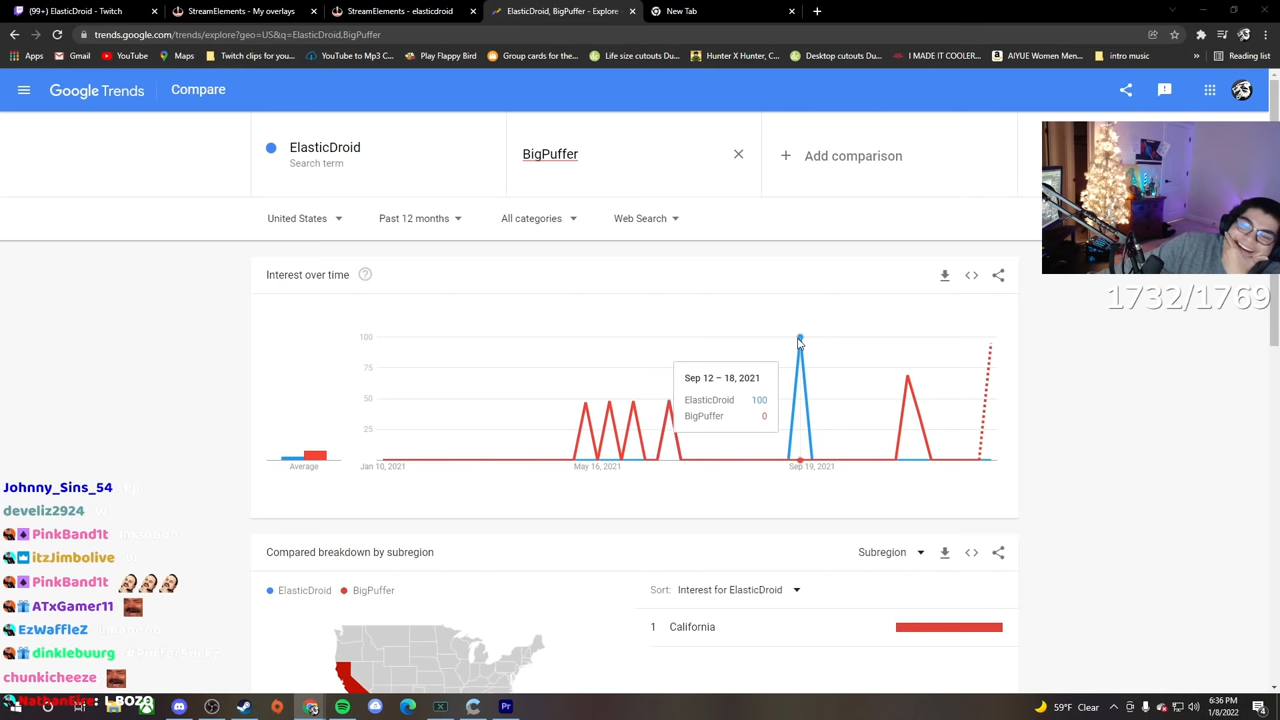 (99+) ElasticDroid - Twitch
StreamElements - My overlays
StreamElements - elasticdroid
ElasticDroid, BigPuffer - Explore
New Tab
trends.google.com/trends/explore?geo=US&q=ElasticDroid,BigPuffer
Apps
Gmail
YouTube
Maps
Twitch clips for you...
YouTube to Mp3 C...
Play Flappy Bird
Group cards for the...
Life size cutouts Du...
Hunter X Hunter, C...
Desktop cutouts Du...
I MADE IT COOLER...
AIYUE Women Men...
intro music
»
Reading list
Google Trends
Compare
ElasticDroid
Search term
BigPuffer
+ Add comparison
United States
Past 12 months
All categories
Web Search
Interest over time
1732/1769
100
75
50
25
Sep 12 – 18, 2021
ElasticDroid 100
BigPuffer 0
Average
Jan 10, 2021
May 16, 2021
Sep 19, 2021
Compared breakdown by subregion
Subregion
ElasticDroid
BigPuffer
Sort: Interest for ElasticDroid
1 California
Johnny_Sins_54
develiz2924
PinkBand1t
itzJimbolive
PinkBand1t
ATxGamer11
EzWaffleZ
dinklebuurg
chunkicheeze
NathanFire: L BOZO
59°F Clear
6:36 PM
1/8/2022